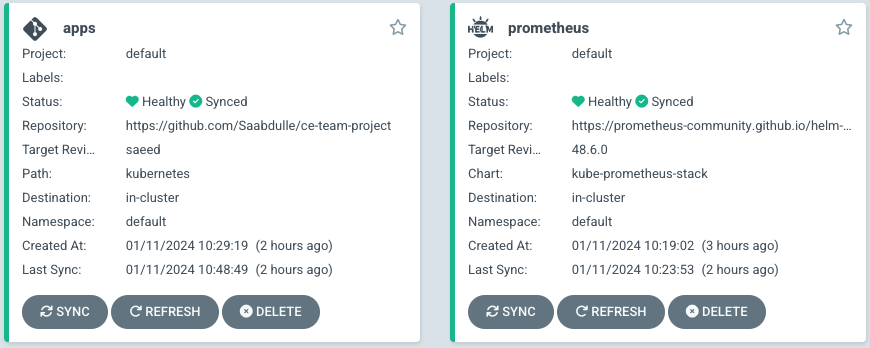 apps
Project: default
Labels:
Status: Healthy Synced
Repository: https://github.com/Saabdulle/ce-team-project
Target Revi... saeed
Path: kubernetes
Destination: in-cluster
Namespace: default
Created At: 01/11/2024 10:29:19 (2 hours ago)
Last Sync: 01/11/2024 10:48:49 (2 hours ago)
SYNC REFRESH DELETE
HELM prometheus
Project: default
Labels:
Status: Healthy Synced
Repository: https://prometheus-community.github.io/helm-...
Target Revi... 48.6.0
Chart: kube-prometheus-stack
Destination: in-cluster
Namespace: default
Created At: 01/11/2024 10:19:02 (3 hours ago)
Last Sync: 01/11/2024 10:23:53 (2 hours ago)
SYNC REFRESH DELETE